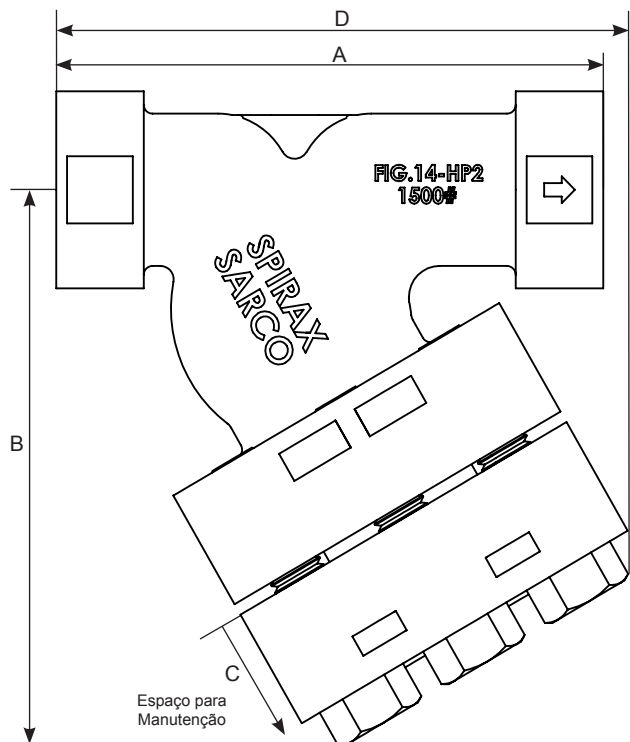 D
A
FIG.14-HP2
1500#
SPIRAX
SARCO
B
C
Espaço para
Manutenção